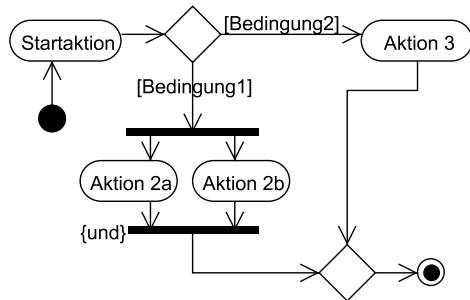 [Bedingung2]
Startaktion
Aktion 3
[Bedingung1]
Aktion 2a
Aktion 2b
{und}